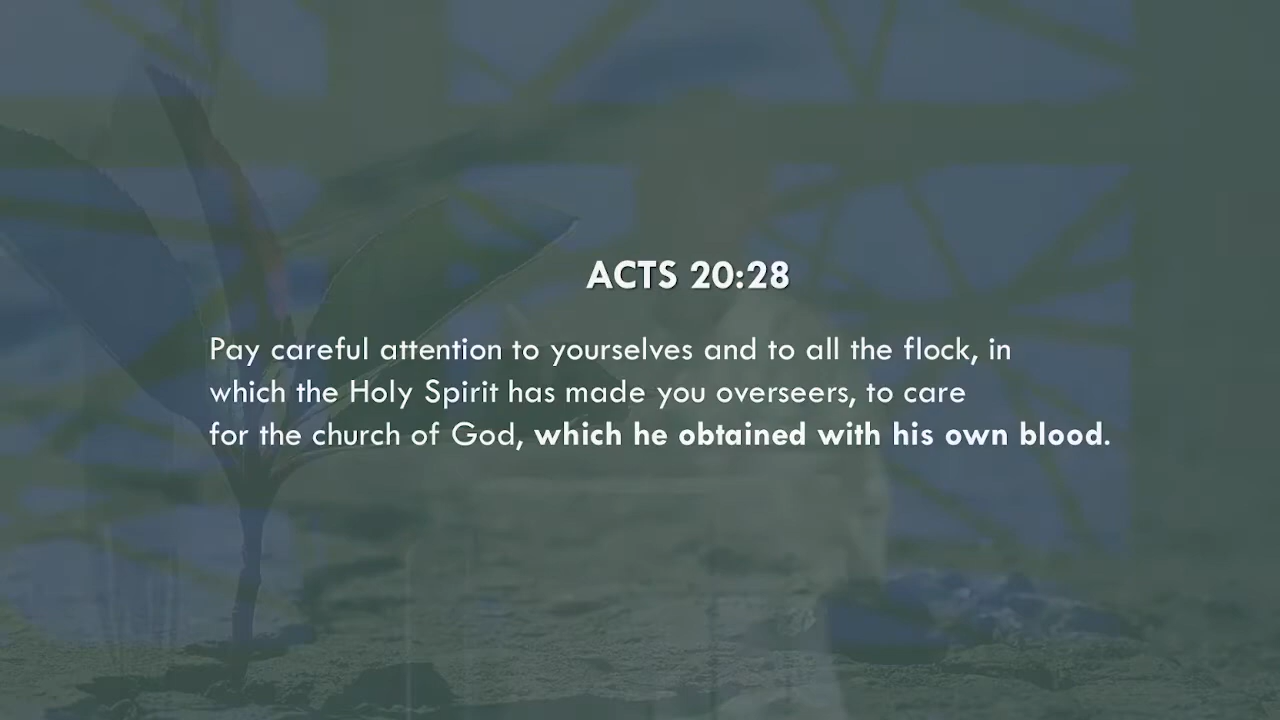 ACTS 20:28
Pay careful attention to yourselves and to all the flock, in
which the Holy Spirit has made you overseers, to care
for the church of God, which he obtained with his own blood.